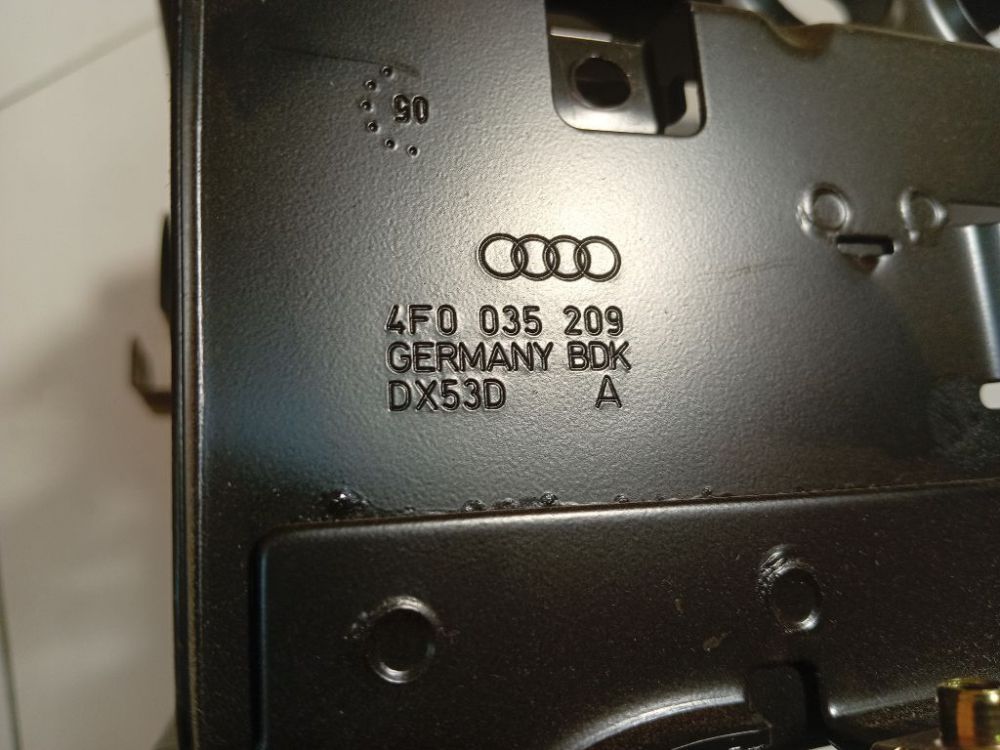 05
4F0 035 209
GERMANY BDK
DX53D A